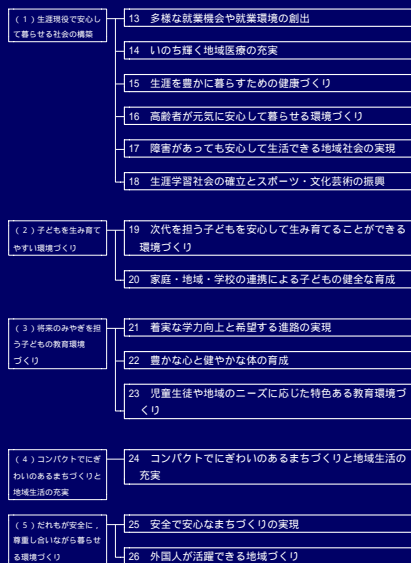 （１）生涯現役で安心し
て暮らせる社会の構築
13　多様な就業機会や就業環境の創出
14　いのち輝く地域医療の充実
15　生涯を豊かに暮らすための健康づくり
16　高齢者が元気に安心して暮らせる環境づくり
17　障害があっても安心して生活できる地域社会の実現
18　生涯学習社会の確立とスポーツ・文化芸術の振興
（２）子どもを生み育て
やすい環境づくり
19　次代を担う子どもを安心して生み育てることができる
環境づくり
20　家庭・地域・学校の連携による子どもの健全な育成
（３）将来のみやぎを担
う子どもの教育環境
づくり
21　着実な学力向上と希望する進路の実現
22　豊かな心と健やかな体の育成
23　児童生徒や地域のニーズに応じた特色ある教育環境づ
くり
（４）コンパクトでにぎ
わいのあるまちづくりと
地域生活の充実
24　コンパクトでにぎわいのあるまちづくりと地域生活の
充実
（５）だれもが安全に，
尊重し合いながら暮らせ
る環境づくり
25　安全で安心なまちづくりの実現
26　外国人が活躍できる地域づくり